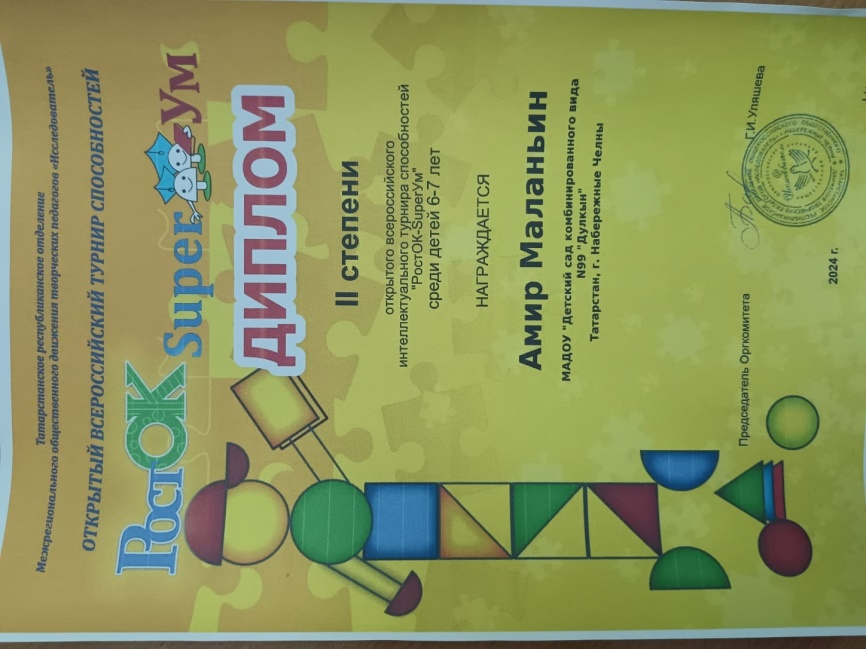 Татарстанское республиканское отделение
Межрегионального общественного движения творческих педагогов «Исследователь»
ОТКРЫТЫЙ ВСЕРОССИЙСКИЙ ТУРНИР СПОСОБНОСТЕЙ
РостОК
SuperУм
ДИПЛОМ
II степени
открытого всероссийского
интеллектуального турнира способностей
"РостОК-SuperУм"
среди детей 6-7 лет
НАГРАЖДАЕТСЯ
Амир Маланьин
МАДОУ "Детский сад комбинированного вида
N99 "Дулкын"
Татарстан, г. Набережные Челны
Председатель Оргкомитета
Г.И.Уляшева
2024 г.